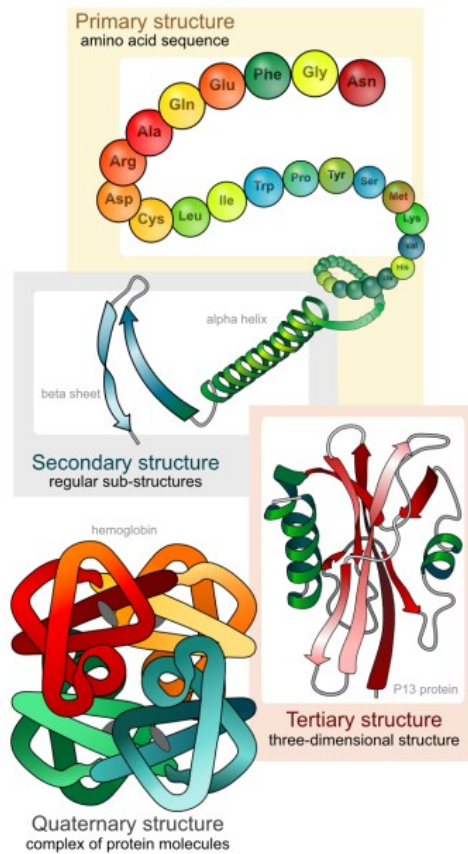 Primary structure
amino acid sequence
Asn
Gly
Phe
Glu
Gln
Ala
Arg
Asp
Cys
Leu
Ile
Trp
Pro
Tyr
Ser
Met
Lys
Val
His
alpha helix
beta sheet
Secondary structure
regular sub-structures
P13 protein
Tertiary structure
three-dimensional structure
hemoglobin
Quaternary structure
complex of protein molecules